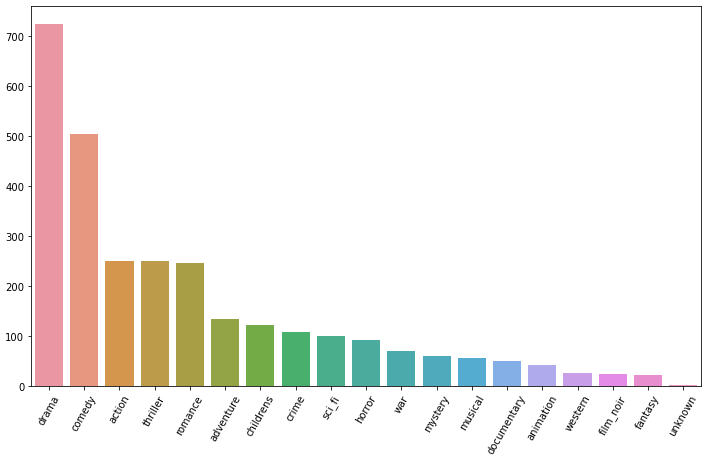 700
600
500
400
300
200
100
0
drama
comedy
action
thriller
romance
adventure
childrens
crime
sci_fi
horror
war
mystery
musical
documentary
animation
western
film_noir
fantasy
unknown